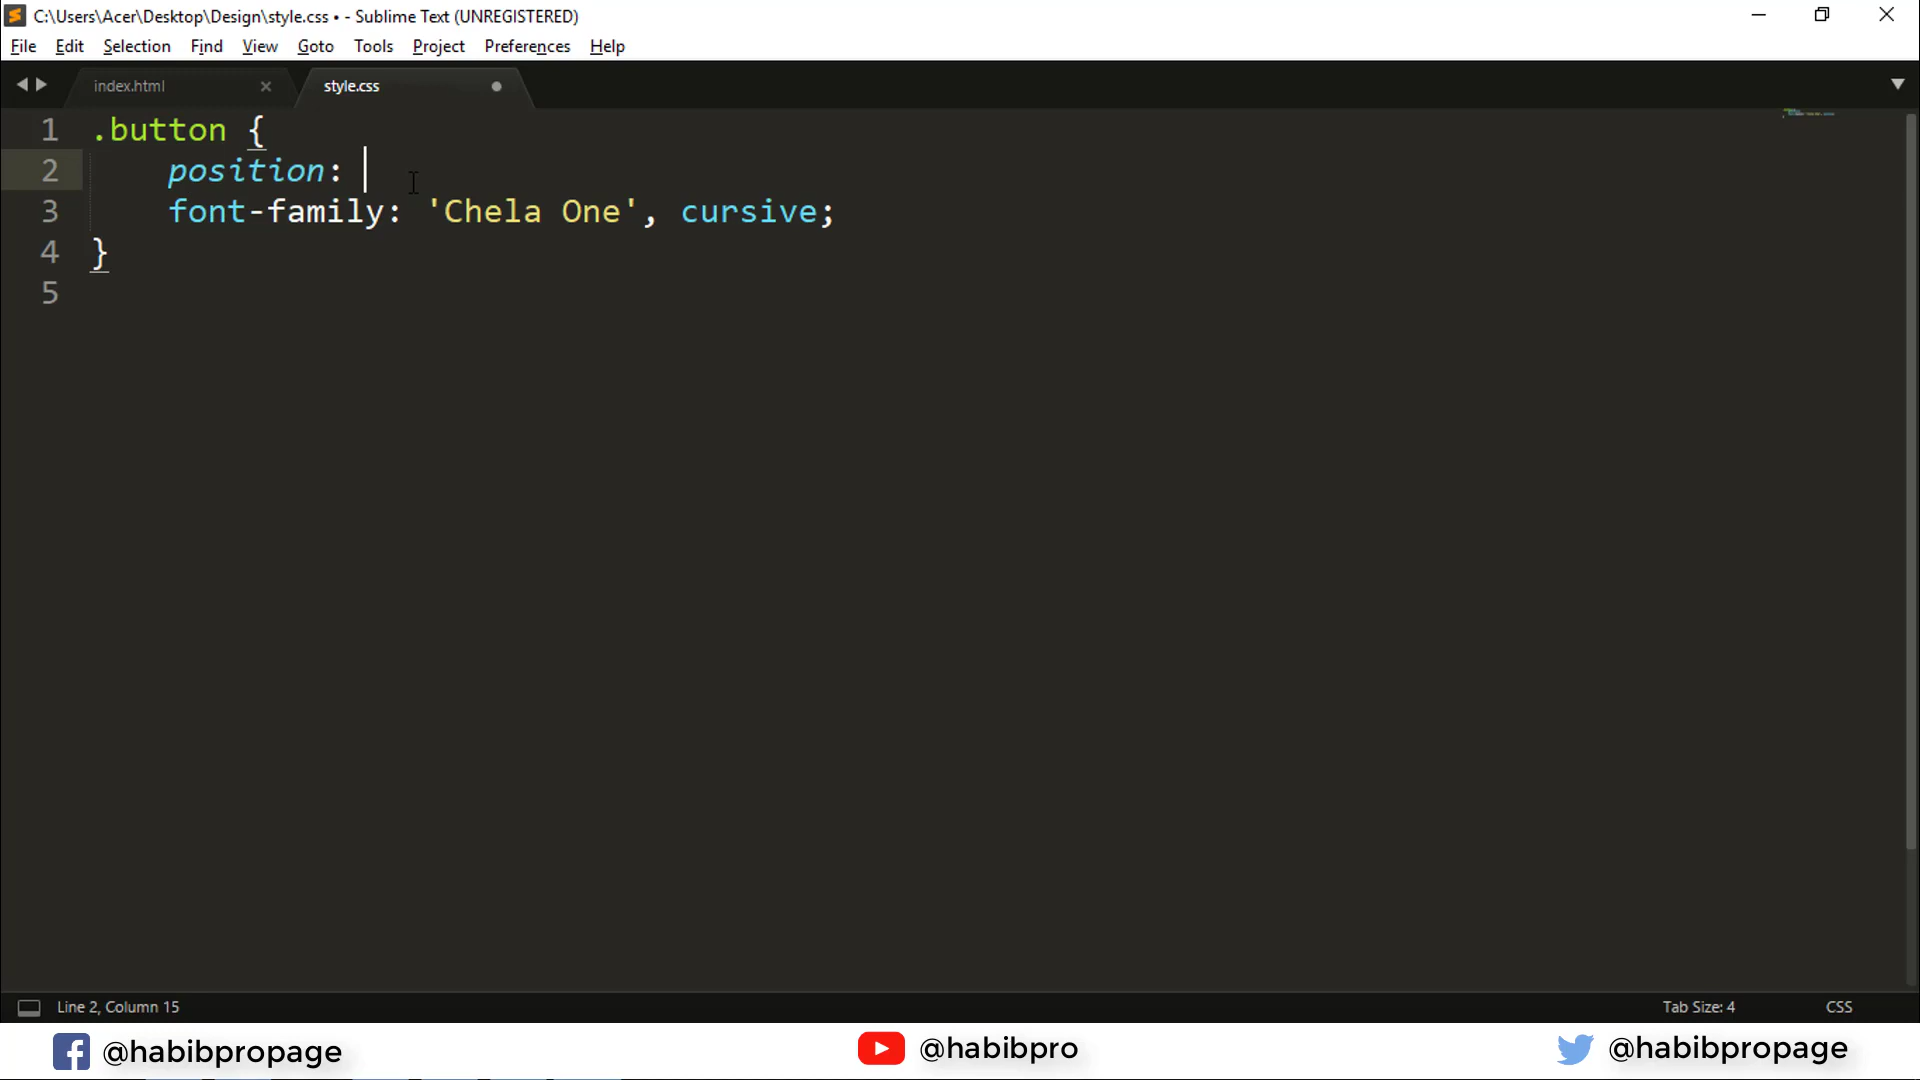 C:\Users\Acer\Desktop\Design\style.css • - Sublime Text (UNREGISTERED)
File Edit Selection Find View Goto Tools Project Preferences Help
index.html × style.css
1 .button {
2 position:
3 font-family: 'Chela One', cursive;
4 }
5
Line 2, Column 15 Tab Size: 4 CSS
@habibpropage @habibpro @habibpropage